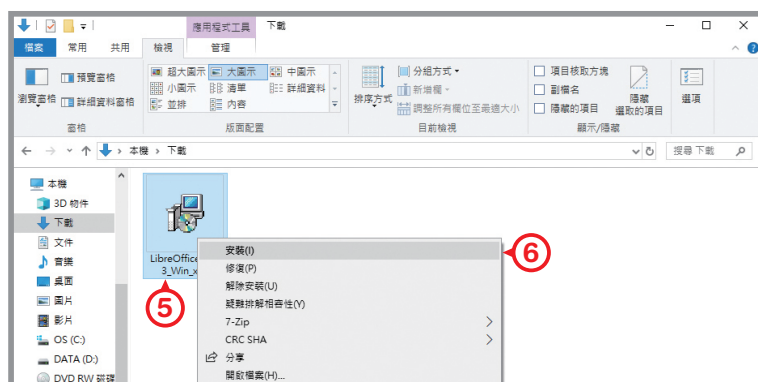 應用程式工具 下載
檔案 常用 共用 檢視 管理
瀏覽窗格
預覽窗格
詳細資料窗格
窗格
超大圖示 大圖示 中圖示
小圖示 清單 詳細資料
並排 內容
版面配置
排序方式
分組方式
新增欄
調整所有欄位至最適大小
目前檢視
項目核取方塊
副檔名
隱藏的項目
隱藏
選取的項目
顯示/隱藏
選項
本機 › 下載
搜尋 下載
本機
3D 物件
下載
文件
音樂
桌面
圖片
影片
OS (C:)
DATA (D:)
DVD RW 磁碟
LibreOffice
3_Win_x
5
安裝(I)
修復(P)
解除安裝(U)
疑難排解相容性(Y)
7-Zip
CRC SHA
分享
開啟檔案(H)...
6